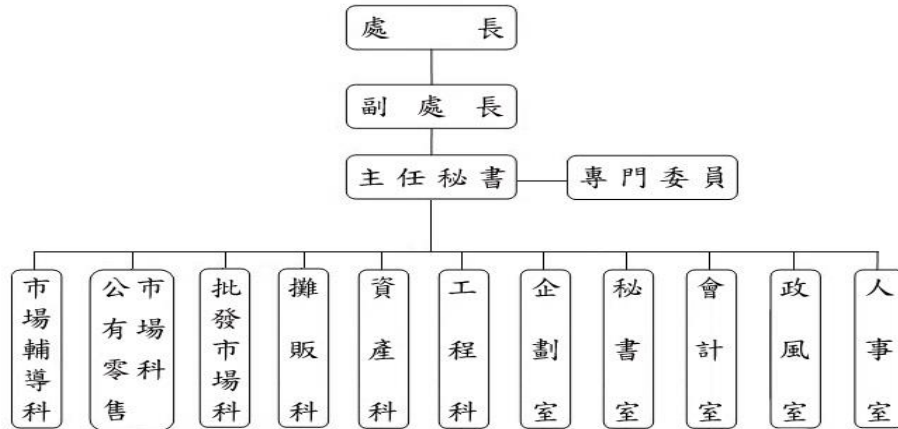 處長
副處長
主任秘書
專門委員
市場輔導科
公有零售
市場科
批發市場科
攤販科
資產科
工程科
企劃室
秘書室
會計室
政風室
人事室